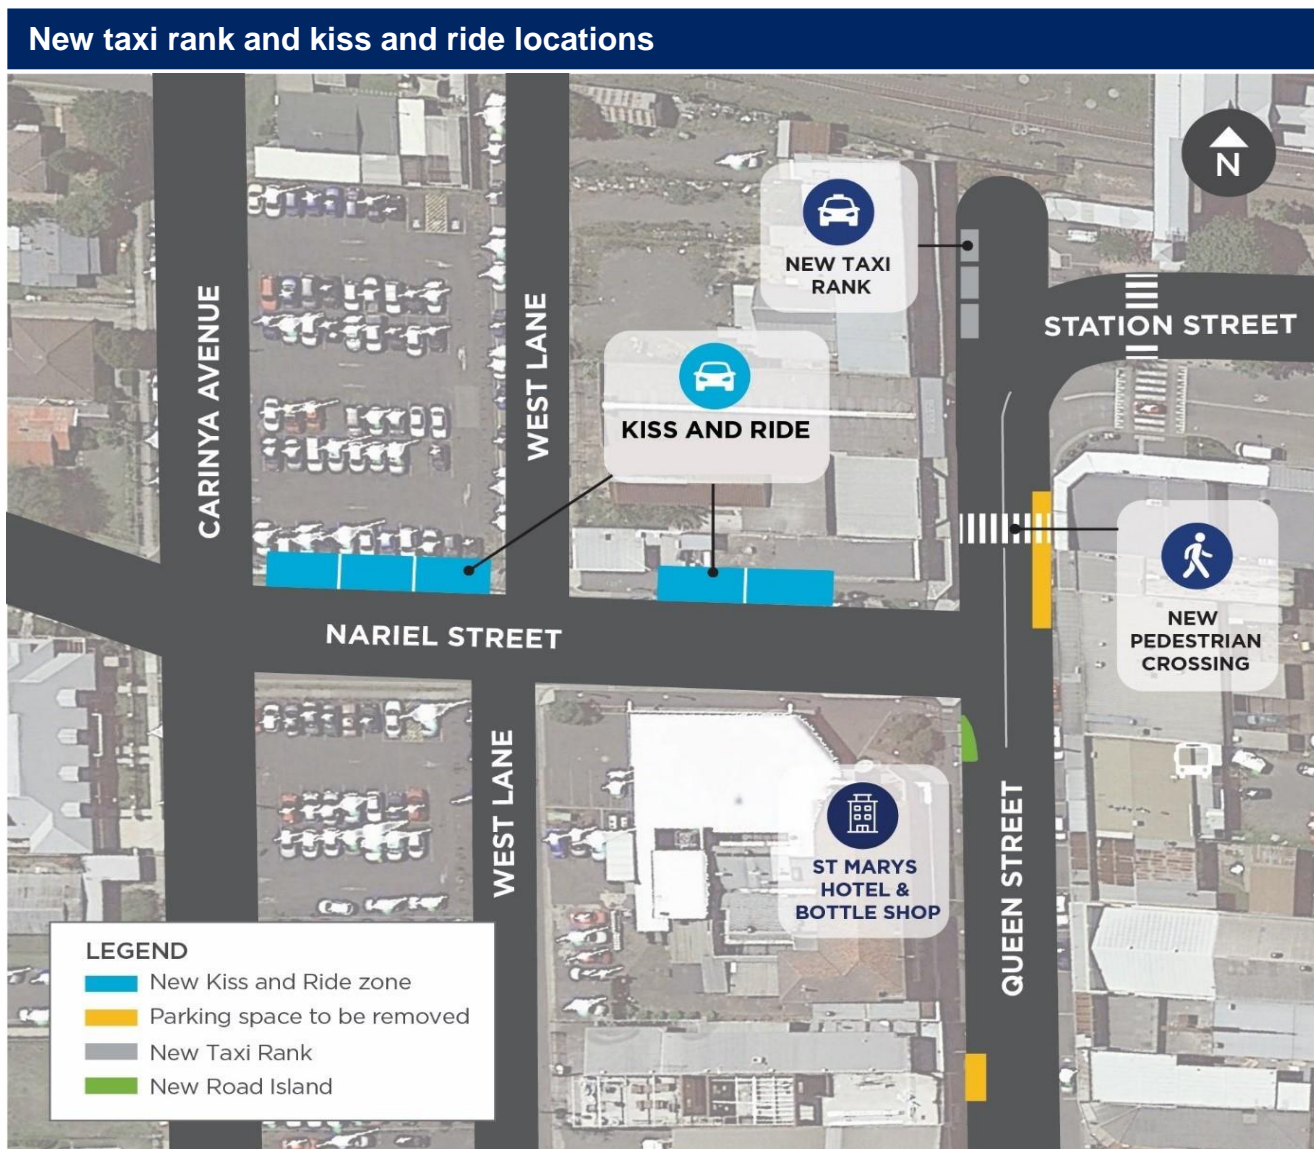 New taxi rank and kiss and ride locations
N
NEW TAXI
RANK
STATION STREET
CARINYA AVENUE
WEST LANE
KISS AND RIDE
NEW
PEDESTRIAN
CROSSING
NARIEL STREET
WEST LANE
ST MARYS
HOTEL &
BOTTLE SHOP
QUEEN STREET
LEGEND
New Kiss and Ride zone
Parking space to be removed
New Taxi Rank
New Road Island